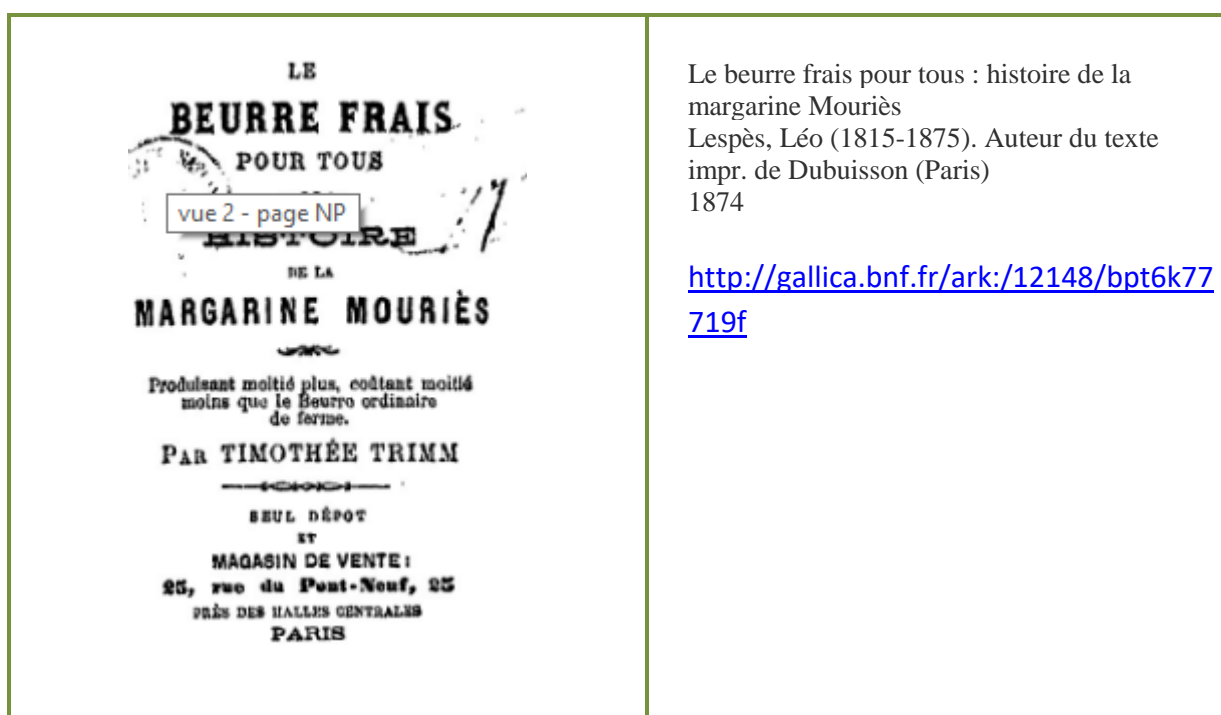 LE
BEURRE FRAIS
POUR TOUS
vue 2 - page NP
HISTOIRE
DE LA
MARGARINE MOURIÈS
Produisant moitié plus, coûtant moitié
moins que le Beurre ordinaire
de ferme.
PAR TIMOTHÉE TRIMM
SEUL DÉPOT
ET
MAGASIN DE VENTE:
25, rue du Pont-Neuf, 25
PRÈS DES HALLES CENTRALES
PARIS
Le beurre frais pour tous : histoire de la
margarine Mouriès
Lespès, Léo (1815-1875). Auteur du texte
impr. de Dubuisson (Paris)
1874
http://gallica.bnf.fr/ark:/12148/bpt6k77
719f